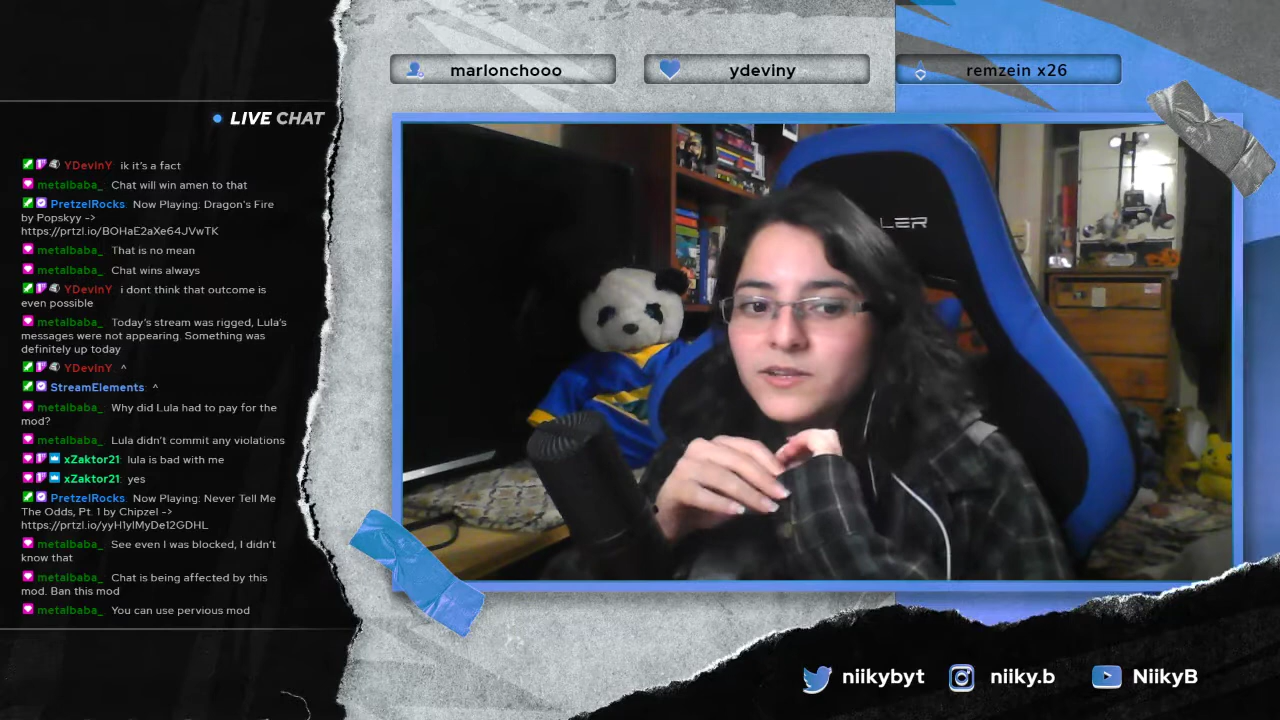 marlonchooo
ydeviny
remzein x26
LIVE CHAT
YDevinY: ik it's a fact
metalbaba_: Chat will win amen to that
PretzelRocks: Now Playing: Dragon's Fire
by Popskyy ->
https://prtzl.io/BOHaE2aXe64JVwTK
metalbaba_: That is no mean
metalbaba_: Chat wins always
YDevinY: i dont think that outcome is
even possible
metalbaba_: Today's stream was rigged, Lula's
messages were not appearing. Something was
definitely up today
YDevinY: ^
StreamElements: ^
metalbaba_: Why did Lula had to pay for the
mod?
metalbaba_: Lula didn't commit any violations
xZaktor21: lula is bad with me
xZaktor21: yes
PretzelRocks: Now Playing: Never Tell Me
The Odds, Pt. 1 by Chipzel ->
https://prtzl.io/yyH1ylMyDe12GDHL
metalbaba_: See even I was blocked, I didn't
know that
metalbaba_: Chat is being affected by this
mod. Ban this mod
metalbaba_: You can use pervious mod
niikybyt
niiky.b
NiikyB